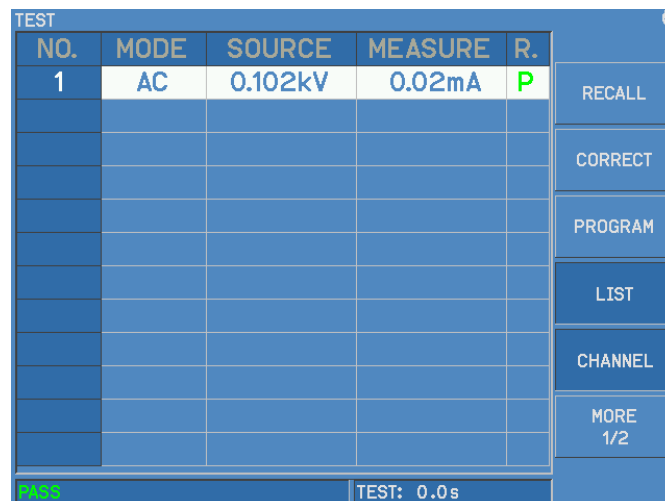 TEST
NO. MODE SOURCE MEASURE R.
1 AC 0.102kV 0.02mA P
RECALL
CORRECT
PROGRAM
LIST
CHANNEL
MORE
1/2
PASS TEST: 0.0s